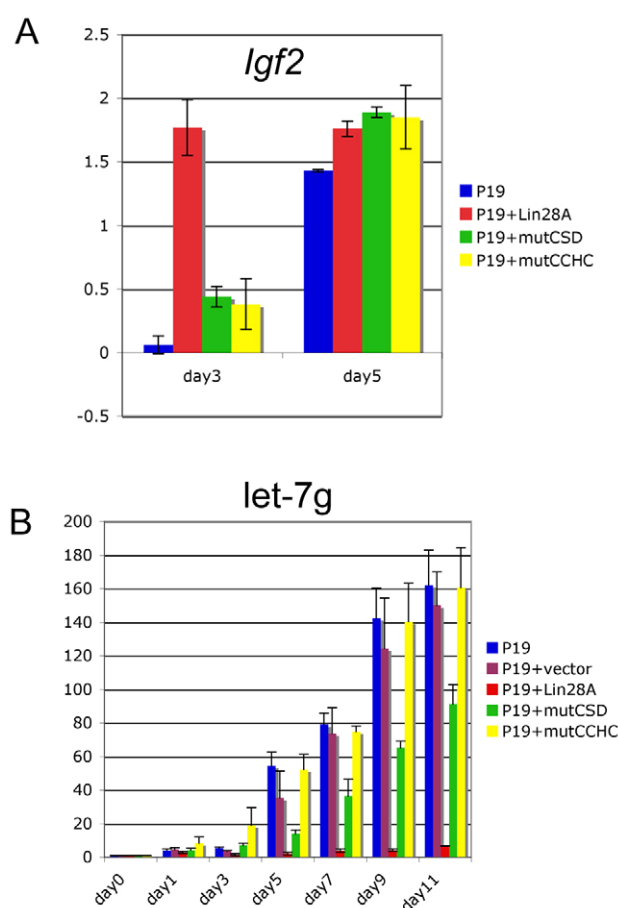 A
Igf2
2.5
2
1.5
1
0.5
0
-0.5
day3 day5
P19
P19+Lin28A
P19+mutCSD
P19+mutCCHC
B
let-7g
200
180
160
140
120
100
80
60
40
20
0
day0 day1 day3 day5 day7 day9 day11
P19
P19+vector
P19+Lin28A
P19+mutCSD
P19+mutCCHC